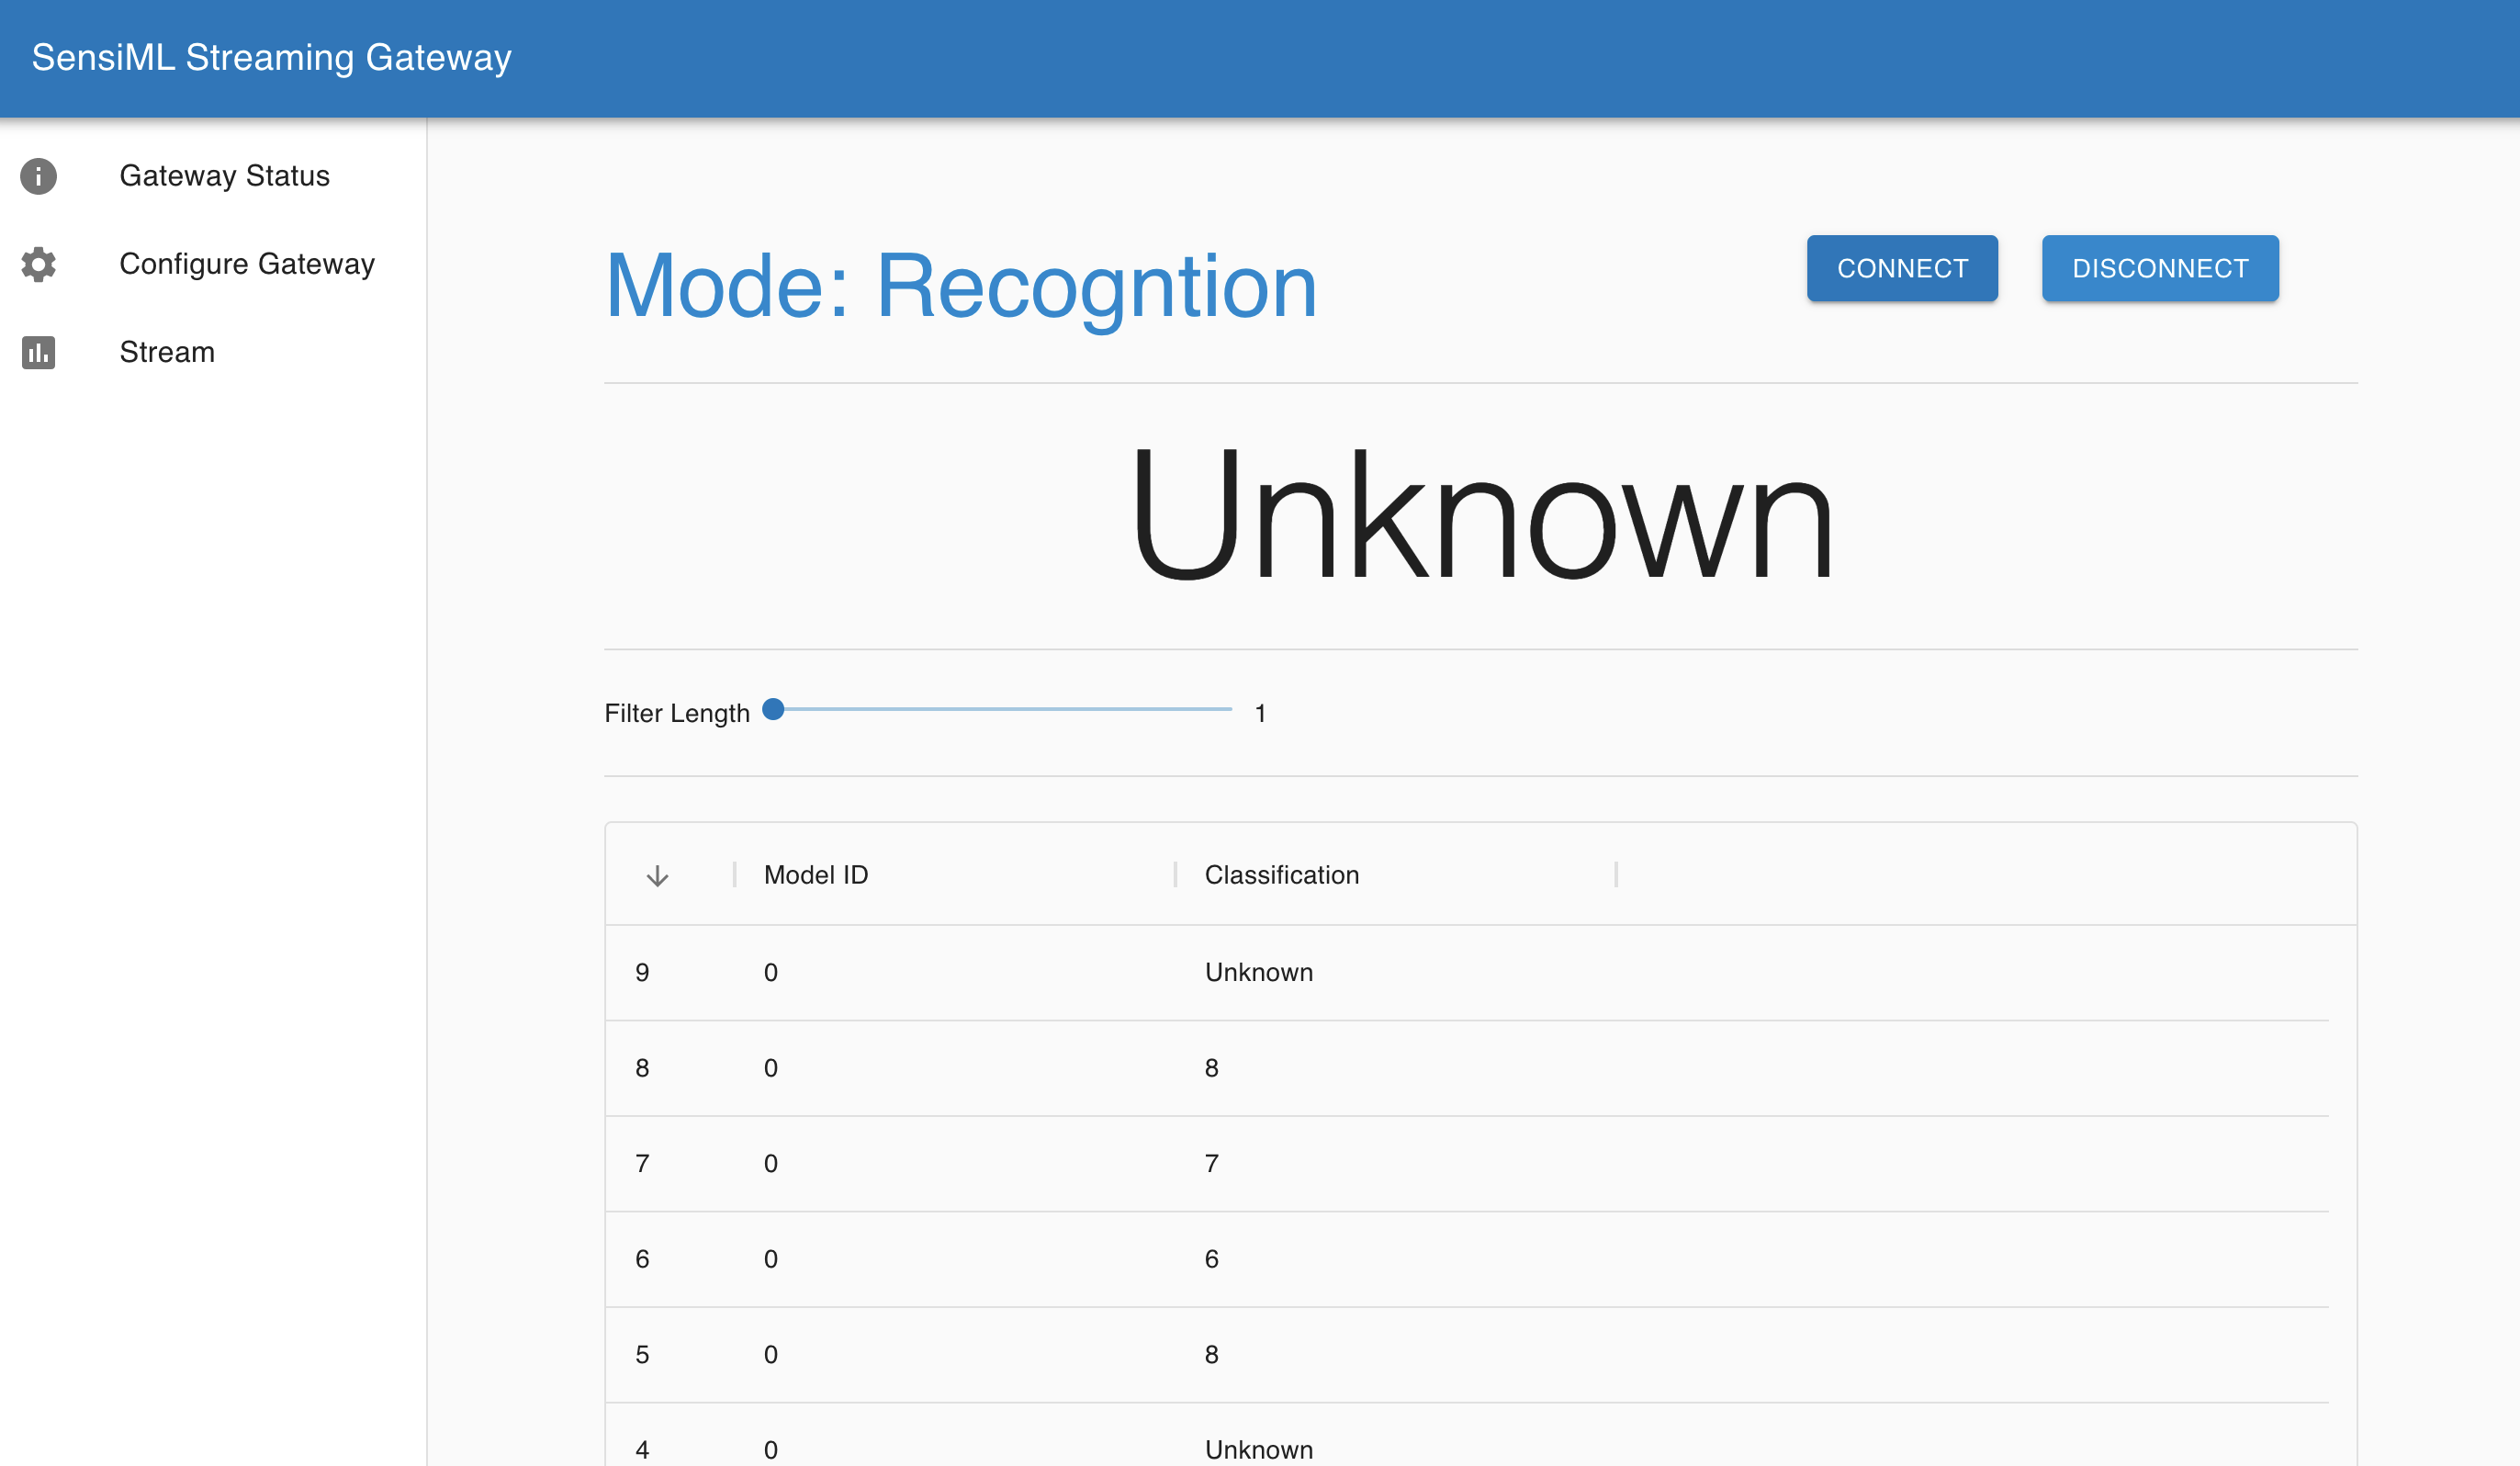 SensiML Streaming Gateway
Gateway Status
Configure Gateway
Stream
Mode: Recogntion
CONNECT
DISCONNECT
Unknown
Filter Length 1
Model ID Classification
9 0 Unknown
8 0 8
7 0 7
6 0 6
5 0 8
4 0 Unknown